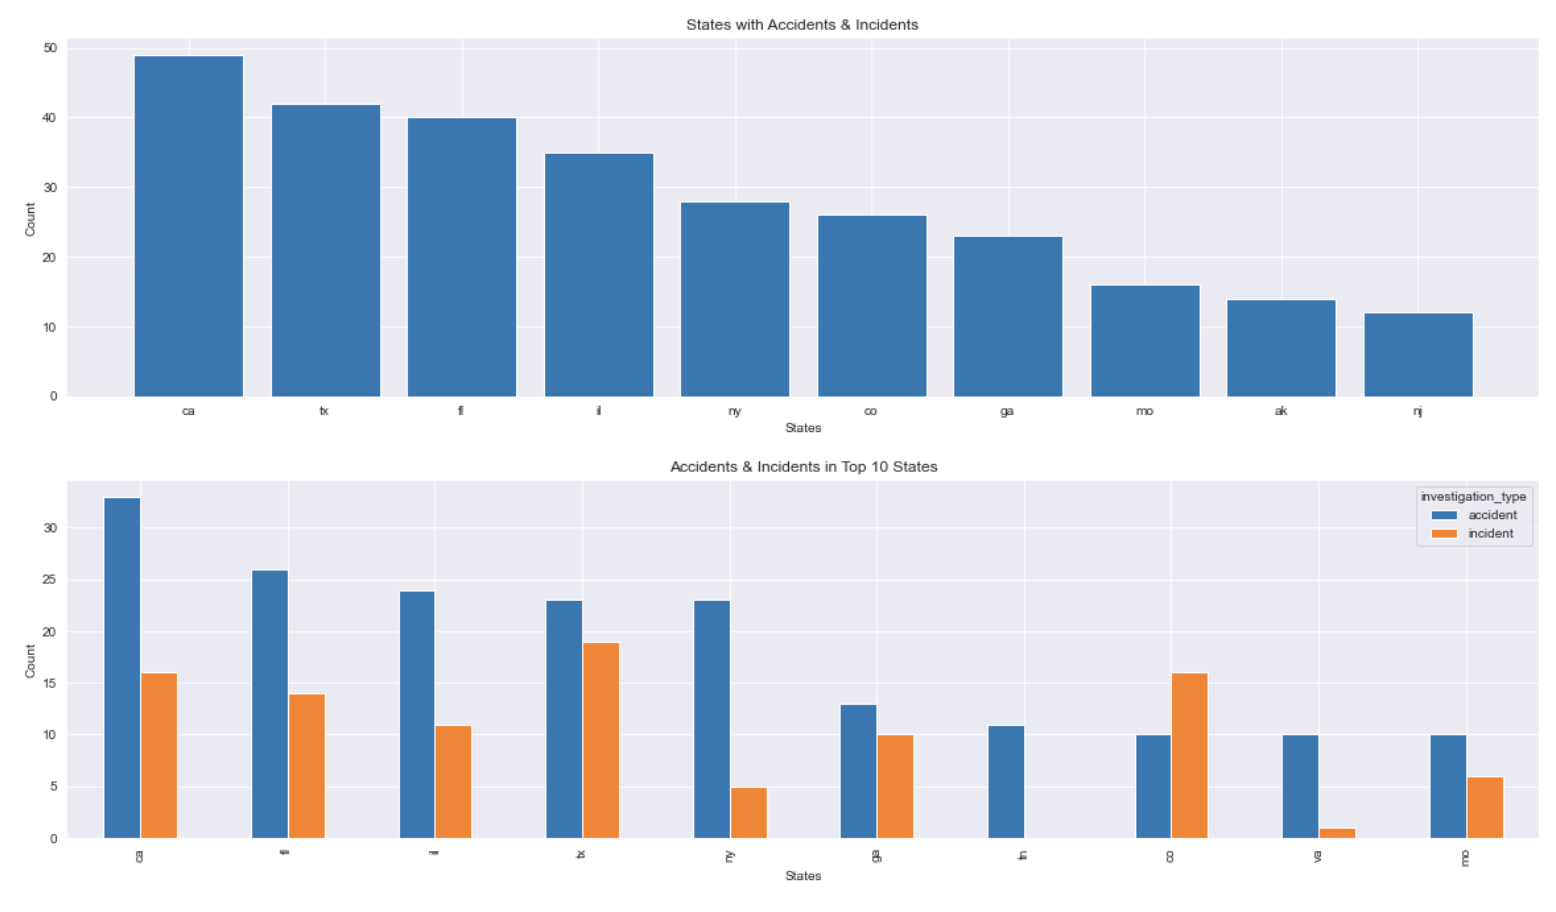 States with Accidents & Incidents
50
40
30
20
10
0
Count
ca tx fl il ny co ga mo ak nj
States
Accidents & Incidents in Top 10 States
investigation_type
accident
incident
30
25
20
15
10
5
0
Count
ca fl il tx ny ga tn co va mo
States